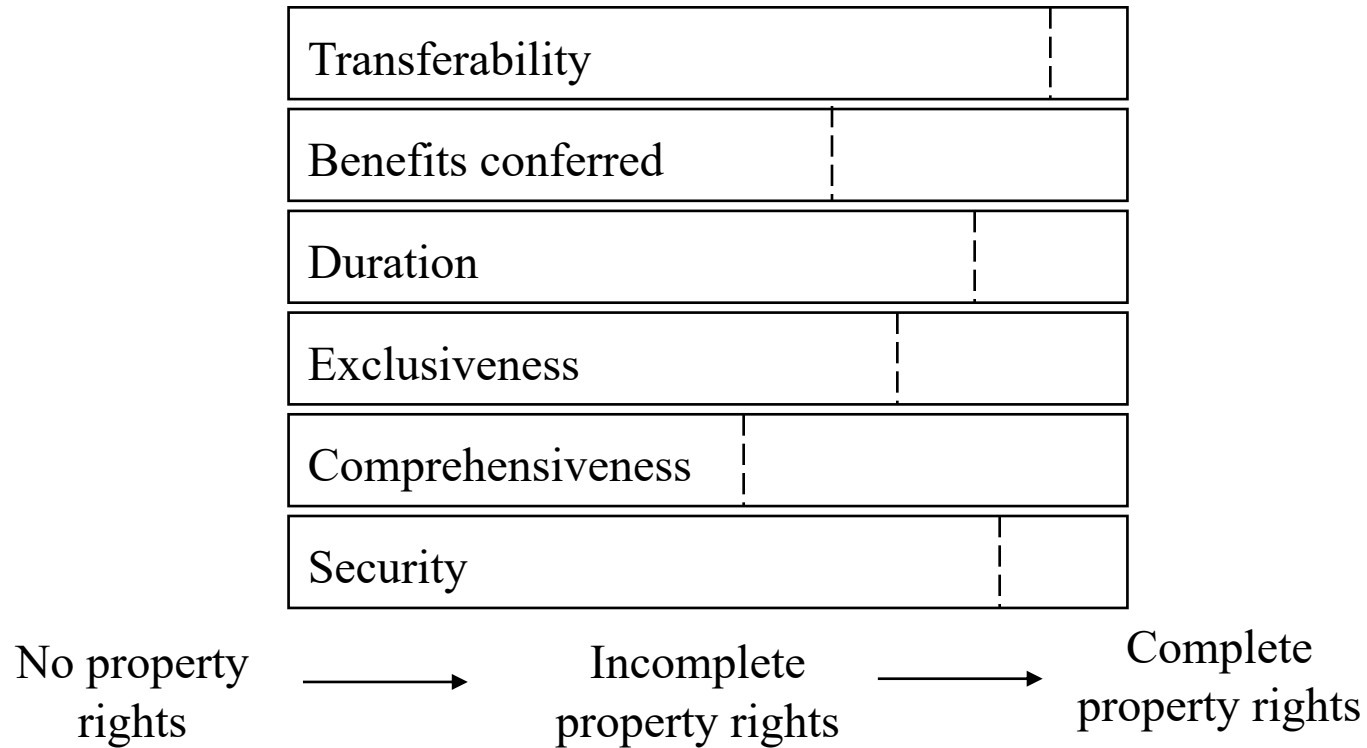 Transferability
Benefits conferred
Duration
Exclusiveness
Comprehensiveness
Security
No property
rights
Incomplete
property rights
Complete
property rights